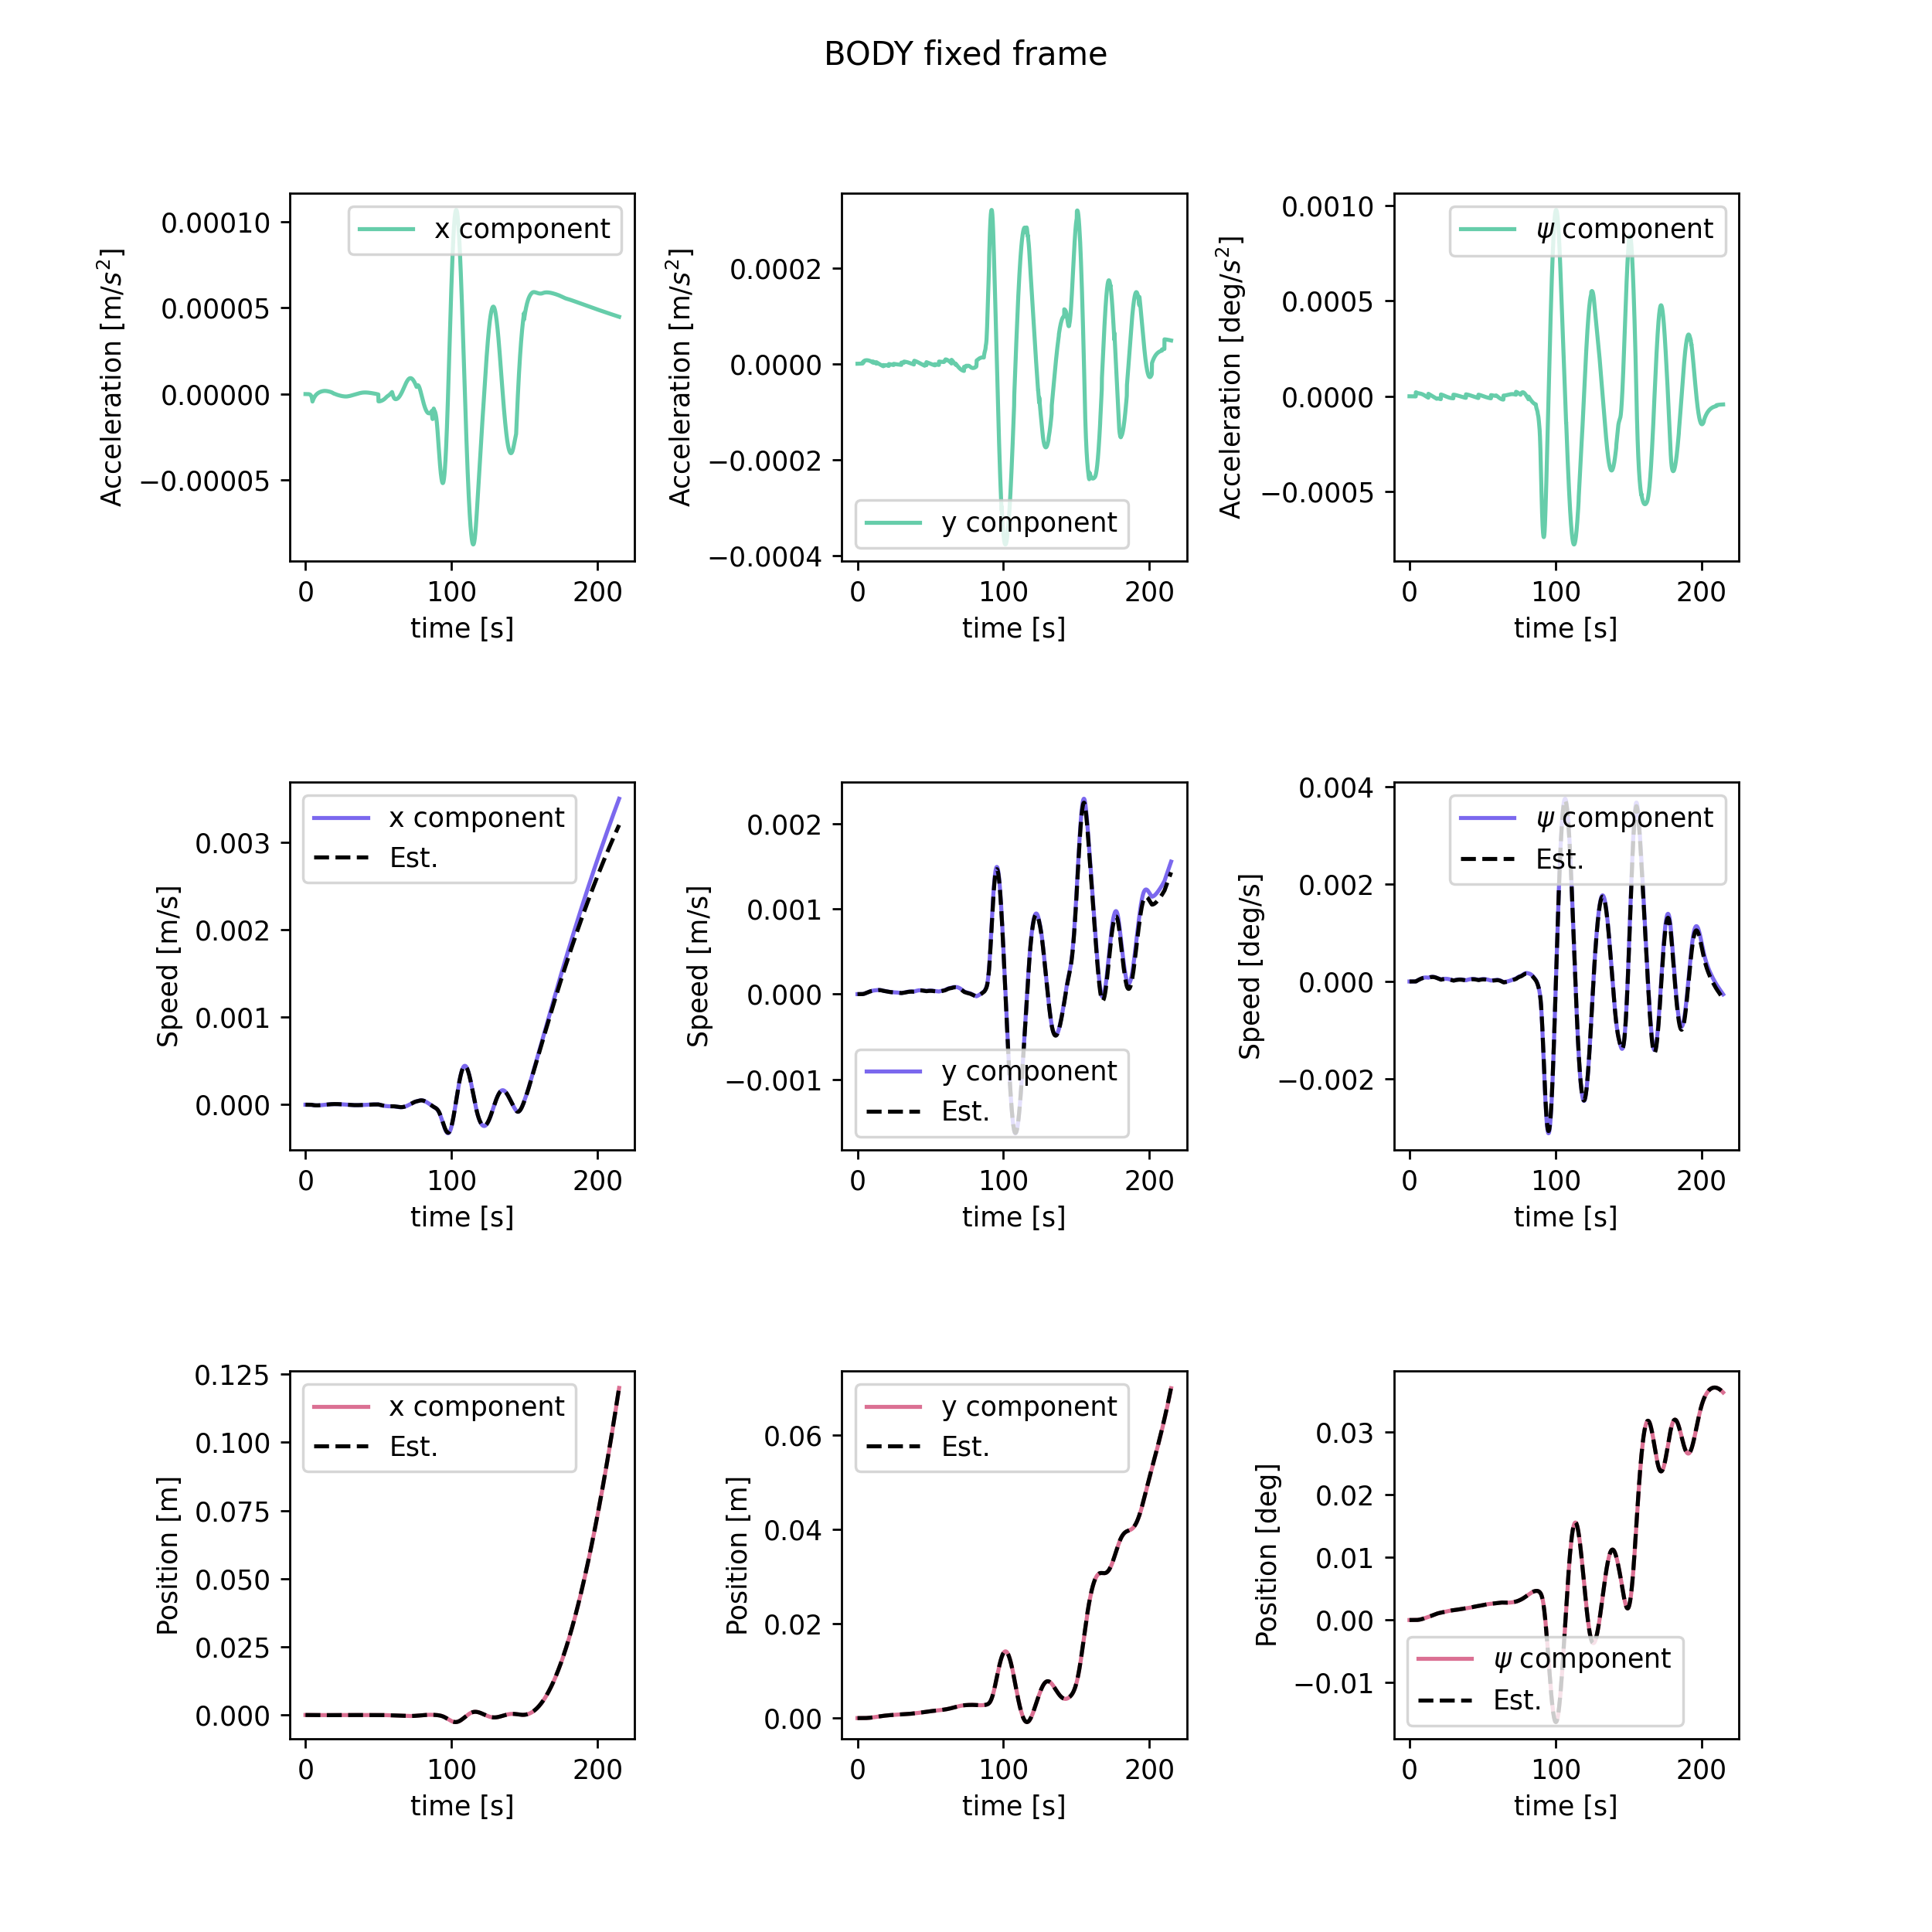 BODY fixed frame
Acceleration [m/s²]
0.00010
0.00005
0.00000
−0.00005
x component
0 100 200
time [s]
Acceleration [m/s²]
0.0002
0.0000
−0.0002
−0.0004
y component
0 100 200
time [s]
Acceleration [deg/s²]
0.0010
0.0005
0.0000
−0.0005
ψ component
0 100 200
time [s]
Speed [m/s]
0.003
0.002
0.001
0.000
x component
Est.
0 100 200
time [s]
Speed [m/s]
0.002
0.001
0.000
−0.001
y component
Est.
0 100 200
time [s]
Speed [deg/s]
0.004
0.002
0.000
−0.002
ψ component
Est.
0 100 200
time [s]
Position [m]
0.125
0.100
0.075
0.050
0.025
0.000
x component
Est.
0 100 200
time [s]
Position [m]
0.06
0.04
0.02
0.00
y component
Est.
0 100 200
time [s]
Position [deg]
0.03
0.02
0.01
0.00
−0.01
ψ component
Est.
0 100 200
time [s]